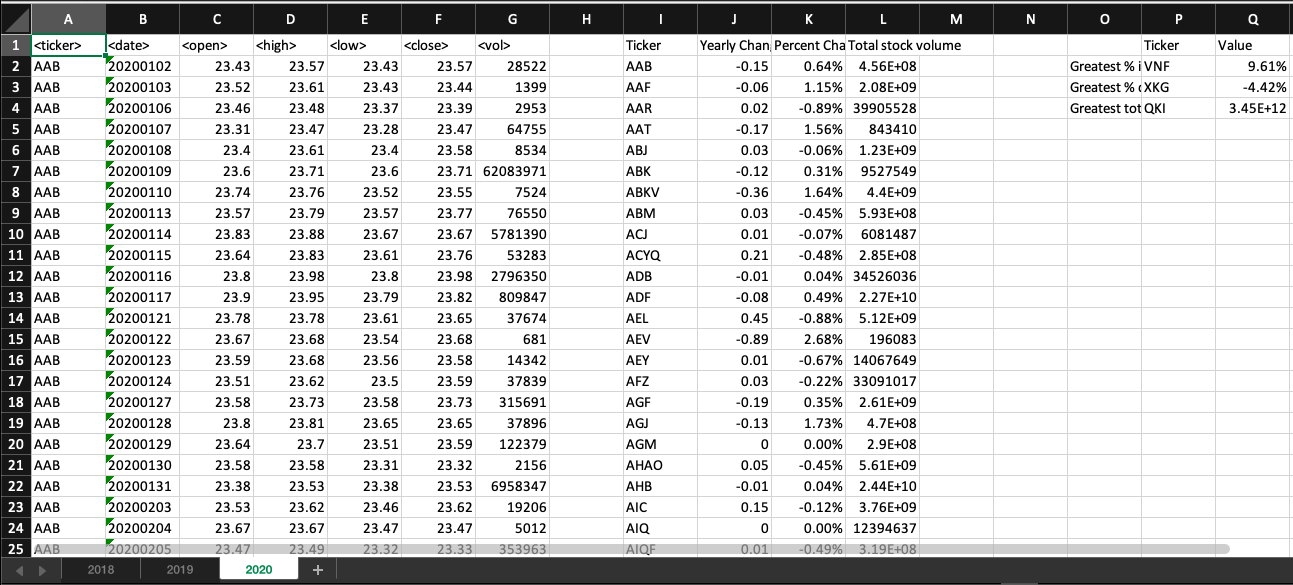 A B C D E F G H I J K L M N O P Q
1 <ticker> <date> <open> <high> <low> <close> <vol> Ticker Yearly Chan Percent Cha Total stock volume Ticker Value
2 AAB 20200102 23.43 23.57 23.43 23.57 28522 AAB -0.15 0.64% 4.56E+08 Greatest % i VNF 9.61%
3 AAB 20200103 23.52 23.61 23.43 23.44 1399 AAF -0.06 1.15% 2.08E+09 Greatest % XKG -4.42%
4 AAB 20200106 23.46 23.48 23.37 23.39 2953 AAR 0.02 -0.89% 39905528 Greatest tot QKI 3.45E+12
5 AAB 20200107 23.31 23.47 23.28 23.47 64755 AAT -0.17 1.56% 843410
6 AAB 20200108 23.4 23.61 23.4 23.58 8534 ABJ 0.03 -0.06% 1.23E+09
7 AAB 20200109 23.6 23.71 23.6 23.71 62083971 ABK -0.12 0.31% 9527549
8 AAB 20200110 23.74 23.76 23.52 23.55 7524 ABKV -0.36 1.64% 4.4E+09
9 AAB 20200113 23.57 23.79 23.57 23.77 76550 ABM 0.03 -0.45% 5.93E+08
10 AAB 20200114 23.83 23.88 23.67 23.67 5781390 ACJ 0.01 -0.07% 6081487
11 AAB 20200115 23.64 23.83 23.61 23.76 53283 ACYQ 0.21 -0.48% 2.85E+08
12 AAB 20200116 23.8 23.98 23.8 23.98 2796350 ADB -0.01 0.04% 34526036
13 AAB 20200117 23.9 23.95 23.79 23.82 809847 ADF -0.08 0.49% 2.27E+10
14 AAB 20200121 23.78 23.78 23.61 23.65 37674 AEL 0.45 -0.88% 5.12E+09
15 AAB 20200122 23.67 23.68 23.54 23.68 681 AEV -0.89 2.68% 196083
16 AAB 20200123 23.59 23.68 23.56 23.58 14342 AEY 0.01 -0.67% 14067649
17 AAB 20200124 23.51 23.62 23.5 23.59 37839 AFZ 0.03 -0.22% 33091017
18 AAB 20200127 23.58 23.73 23.58 23.73 315691 AGF -0.19 0.35% 2.61E+09
19 AAB 20200128 23.8 23.81 23.65 23.65 37896 AGJ -0.13 1.73% 4.7E+08
20 AAB 20200129 23.64 23.7 23.51 23.59 122379 AGM 0 0.00% 2.9E+08
21 AAB 20200130 23.58 23.58 23.31 23.32 2156 AHAO 0.05 -0.45% 5.61E+09
22 AAB 20200131 23.38 23.53 23.38 23.53 6958347 AHB -0.01 0.04% 2.44E+10
23 AAB 20200203 23.53 23.62 23.46 23.62 19206 AIC 0.15 -0.12% 3.76E+09
24 AAB 20200204 23.67 23.67 23.47 23.47 5012 AIQ 0 0.00% 12394637
25 AAB 20200205 23.47 23.49 23.32 23.33 353963 AIQF 0.01 -0.49% 3.19E+08
2018 2019 2020 +